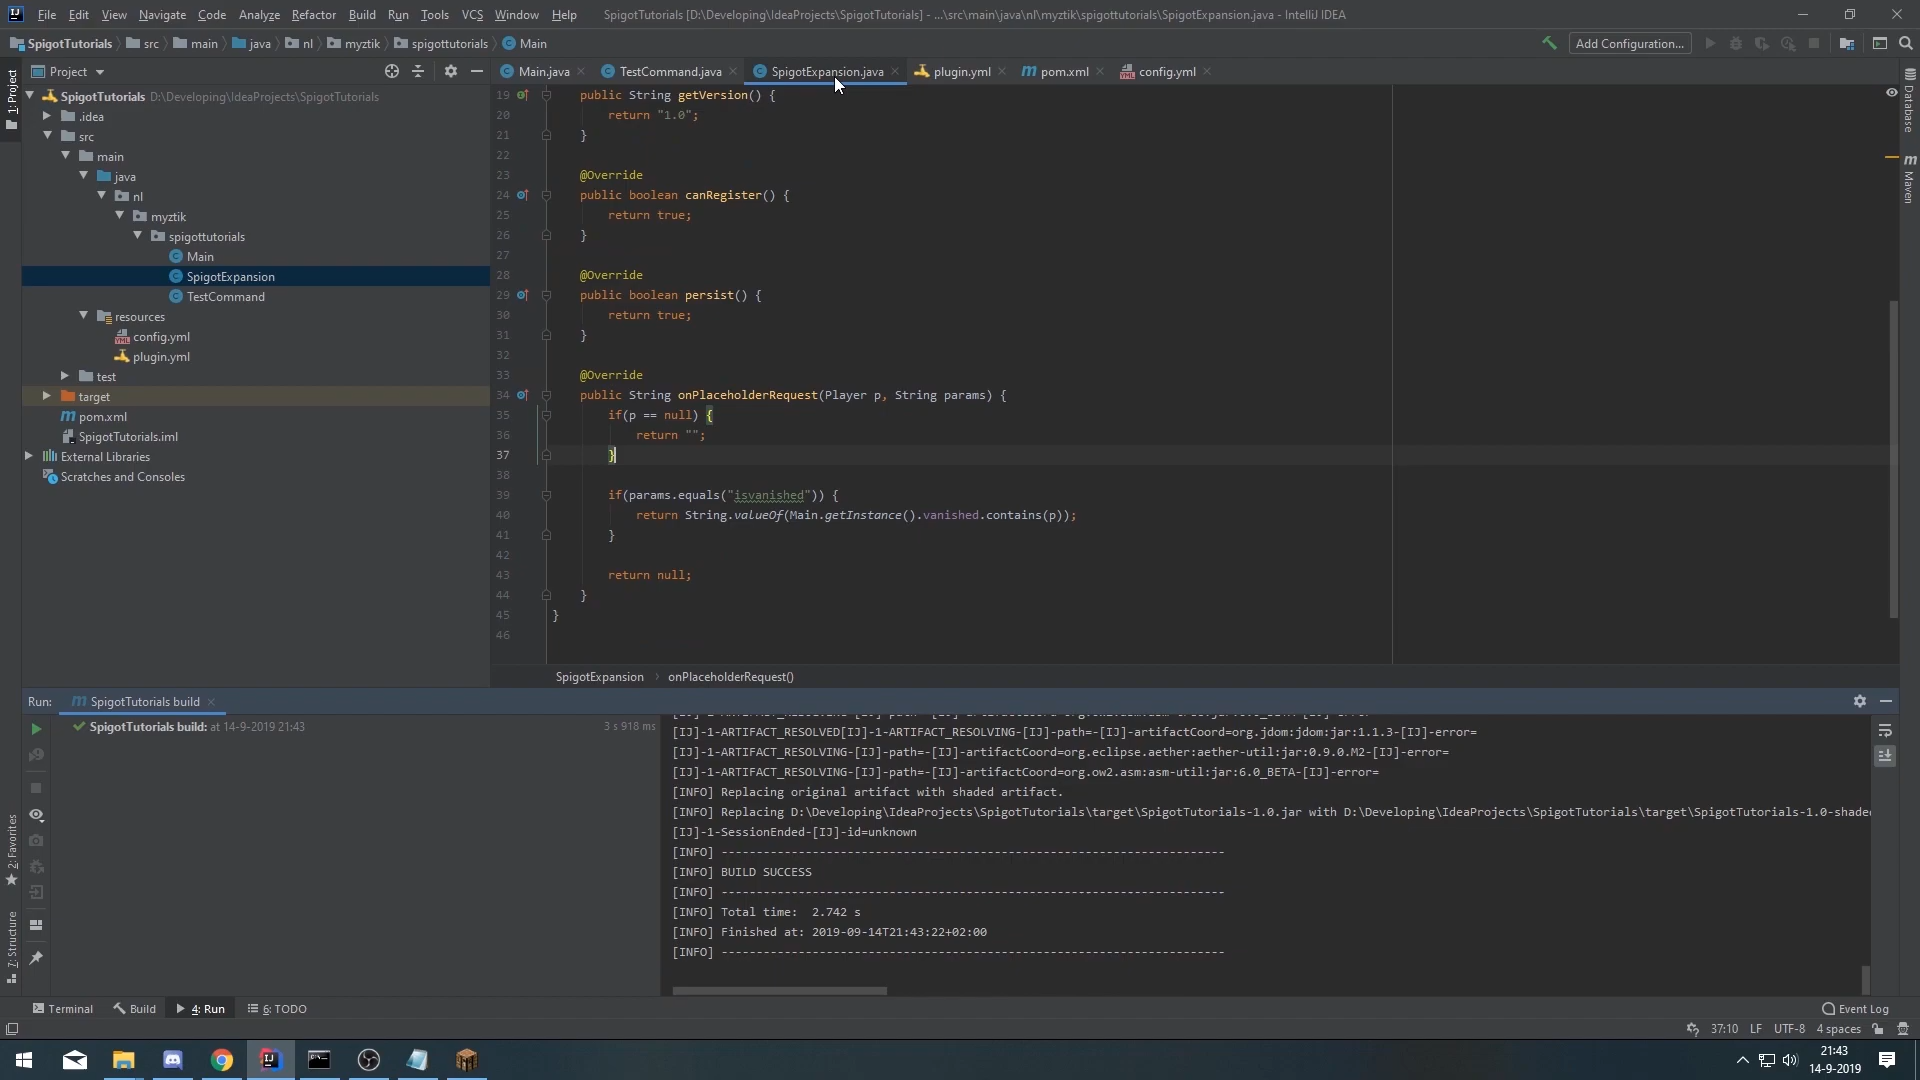 File Edit View Navigate Code Analyze Refactor Build Run Tools VCS Window Help SpigotTutorials [D:\Developing\IdeaProjects\SpigotTutorials] - ...\src\main\java\nl\myztik\spigottutorials\SpigotExpansion.java - IntelliJ IDEA
SpigotTutorials src main java nl myztik spigottutorials Main Add Configuration...
1: Project
Project
Main.java TestCommand.java SpigotExpansion.java plugin.yml pom.xml config.yml
SpigotTutorials D:\Developing\IdeaProjects\SpigotTutorials
.idea
src
main
java
nl
myztik
spigottutorials
Main
SpigotExpansion
TestCommand
resources
config.yml
plugin.yml
test
target
pom.xml
SpigotTutorials.iml
External Libraries
Scratches and Consoles
19 public String getVersion() {
20 return "1.0";
21 }
22
23 @Override
24 public boolean canRegister() {
25 return true;
26 }
27
28 @Override
29 public boolean persist() {
30 return true;
31 }
32
33 @Override
34 public String onPlaceholderRequest(Player p, String params) {
35 if(p == null) {
36 return "";
37 }
38
39 if(params.equals("isvanished")) {
40 return String.valueOf(Main.getInstance().vanished.contains(p));
41 }
42
43 return null;
44 }
45 }
46
SpigotExpansion onPlaceholderRequest()
Database
Maven
Run: SpigotTutorials build
SpigotTutorials build: at 14-9-2019 21:43 3 s 918 ms
[IJ]-1-ARTIFACT_RESOLVED[IJ]-1-ARTIFACT_RESOLVING-[IJ]-path=-[IJ]-artifactCoord=org.jdom:jdom:jar:1.1.3-[IJ]-error=
[IJ]-1-ARTIFACT_RESOLVING-[IJ]-path=-[IJ]-artifactCoord=org.eclipse.aether:aether-util:jar:0.9.0.M2-[IJ]-error=
[IJ]-1-ARTIFACT_RESOLVING-[IJ]-path=-[IJ]-artifactCoord=org.ow2.asm:asm-util:jar:6.0_BETA-[IJ]-error=
[INFO] Replacing original artifact with shaded artifact.
[INFO] Replacing D:\Developing\IdeaProjects\SpigotTutorials\target\SpigotTutorials-1.0.jar with D:\Developing\IdeaProjects\SpigotTutorials\target\SpigotTutorials-1.0-shade
[IJ]-1-SessionEnded-[IJ]-id=unknown
[INFO] ------------------------------------------------------------------------
[INFO] BUILD SUCCESS
[INFO] ------------------------------------------------------------------------
[INFO] Total time: 2.742 s
[INFO] Finished at: 2019-09-14T21:43:22+02:00
[INFO] ------------------------------------------------------------------------
2: Favorites
7: Structure
Terminal Build 4: Run 6: TODO Event Log
37:10 LF UTF-8 4 spaces
21:43
14-9-2019